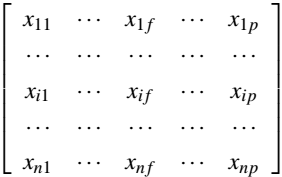 x₁₁ ⋯ x₁f ⋯ x₁p
⋯ ⋯ ⋯ ⋯ ⋯
xᵢ₁ ⋯ xᵢf ⋯ xᵢp
⋯ ⋯ ⋯ ⋯ ⋯
xₙ₁ ⋯ xₙf ⋯ xₙp